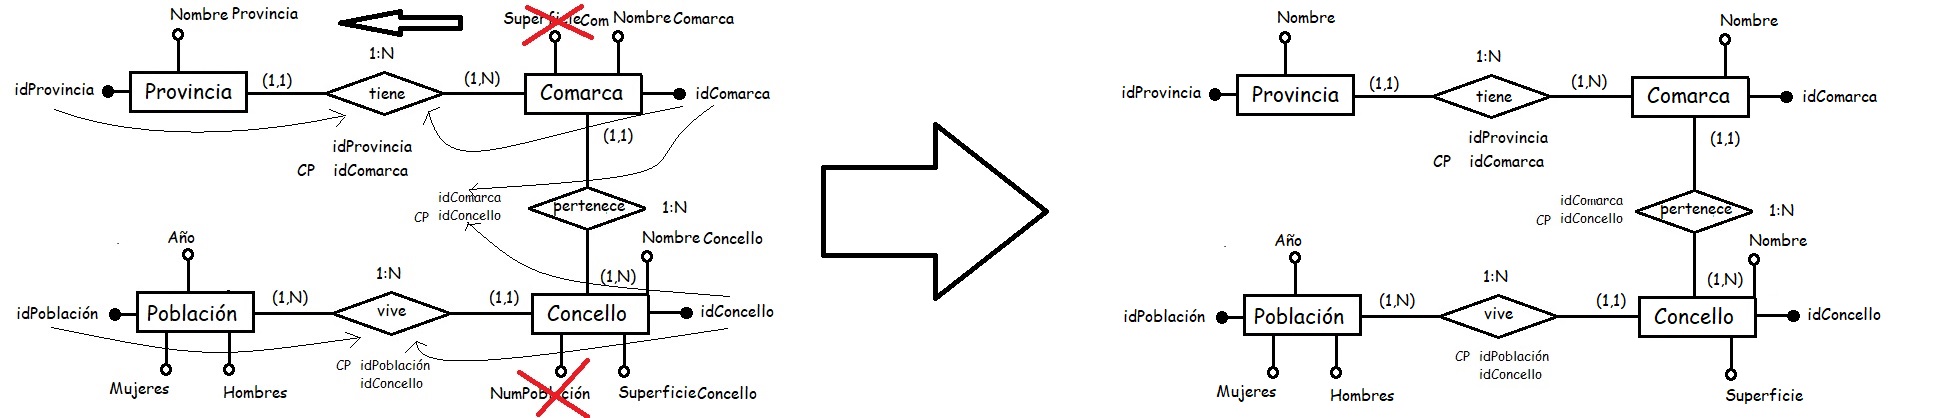 Nombre Provincia
SuperficieCom
Nombre Comarca
1:N
idProvincia
Provincia
(1,1)
tiene
(1,N)
Comarca
idComarca
(1,1)
idProvincia
CP idComarca
idComarca
CP idConcello
pertenece
1:N
Año
Nombre Concello
1:N
(1,N)
idPoblación
Población
(1,N)
vive
(1,1)
Concello
idConcello
CP idPoblación
idConcello
Mujeres
Hombres
NumPoblación
SuperficieConcello
Nombre
Nombre
1:N
idProvincia
Provincia
(1,1)
tiene
(1,N)
Comarca
idComarca
(1,1)
idProvincia
CP idComarca
idComarca
CP idConcello
pertenece
1:N
Año
Nombre
1:N
(1,N)
idPoblación
Población
(1,N)
vive
(1,1)
Concello
idConcello
CP idPoblación
idConcello
Mujeres
Hombres
Superficie